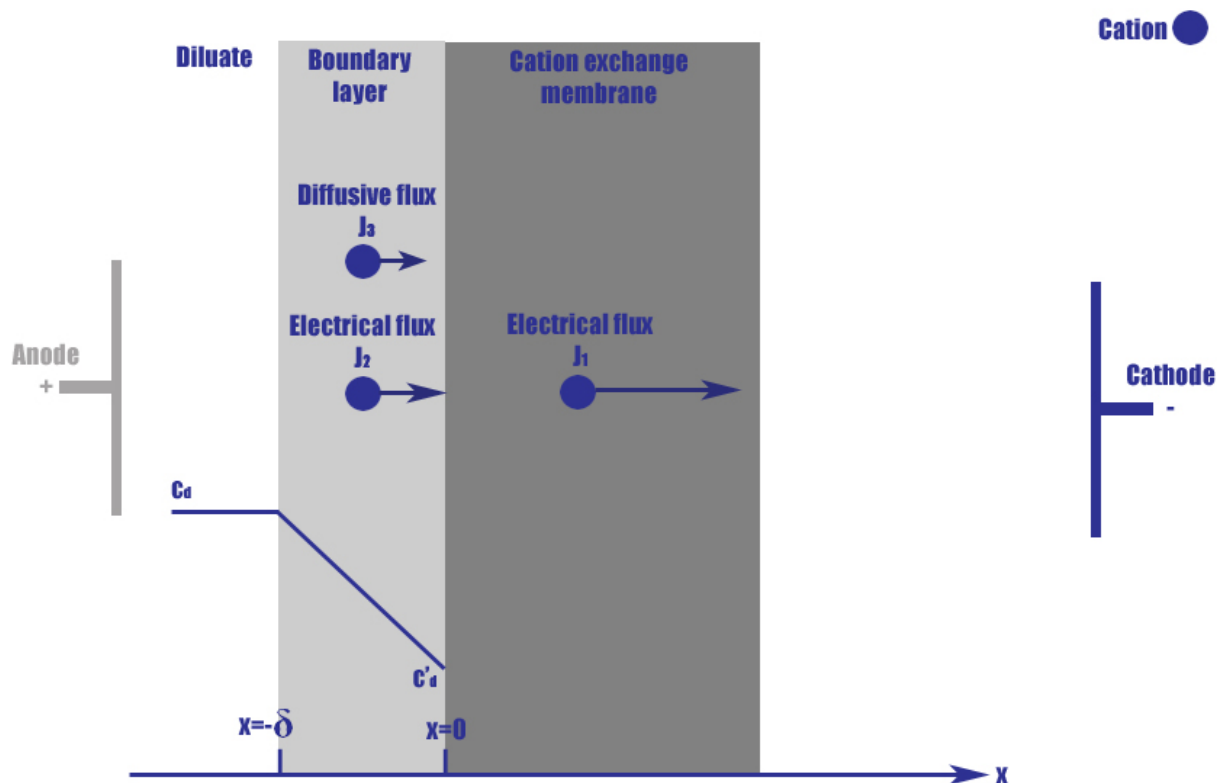 Cation
Diluate
Boundary
layer
Cation exchange
membrane
Diffusive flux
J₃
Electrical flux
J₂
Electrical flux
J₁
Anode
+
Cathode
-
Cd
C'd
x=-δ
x=0
x